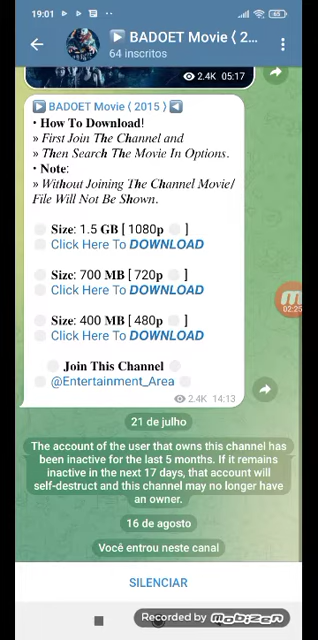 19:01
65
▶ BADOET Movie ⟨ 2...
64 inscritos
2.4K 05:17
▶ BADOET Movie ⟨ 2015 ⟩ ◀
• How To Download!
» First Join The Channel and
» Then Search The Movie In Options.
• Note:
» Without Joining The Channel Movie/
File Will Not Be Shown.
Size: 1.5 GB [ 1080p ]
Click Here To DOWNLOAD
Size: 700 MB [ 720p ]
Click Here To DOWNLOAD
Size: 400 MB [ 480p ]
Click Here To DOWNLOAD
Join This Channel
@Entertainment_Area
2.4K 14:13
2:25
21 de julho
The account of the user that owns this channel has
been inactive for the last 5 months. If it remains
inactive in the next 17 days, that account will
self-destruct and this channel may no longer have
an owner.
16 de agosto
Você entrou neste canal
SILENCIAR
Recorded by mobizen